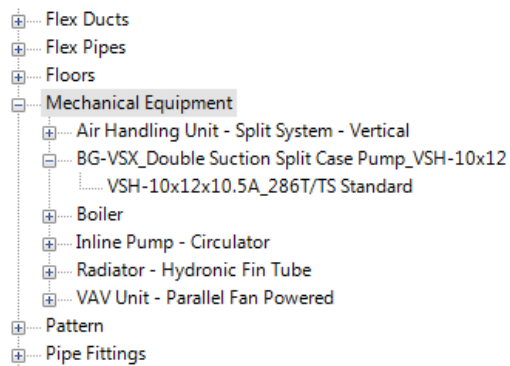 Flex Ducts
Flex Pipes
Floors
Mechanical Equipment
Air Handling Unit - Split System - Vertical
BG-VSX_Double Suction Split Case Pump_VSH-10x12
VSH-10x12x10.5A_286T/TS Standard
Boiler
Inline Pump - Circulator
Radiator - Hydronic Fin Tube
VAV Unit - Parallel Fan Powered
Pattern
Pipe Fittings